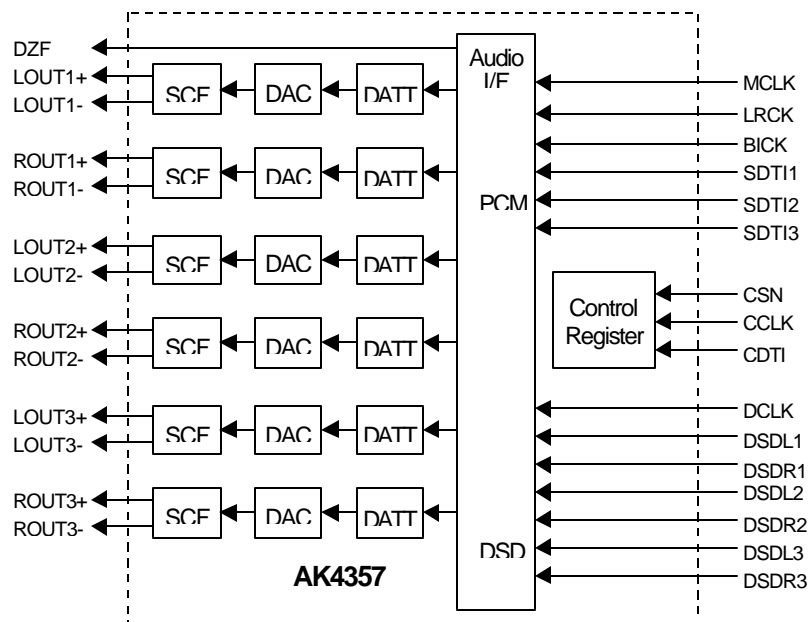 DZF
LOUT1+
LOUT1-
ROUT1+
ROUT1-
LOUT2+
LOUT2-
ROUT2+
ROUT2-
LOUT3+
LOUT3-
ROUT3+
ROUT3-
SCF DAC DATT
SCF DAC DATT
SCF DAC DATT
SCF DAC DATT
SCF DAC DATT
SCF DAC DATT
Audio
I/F
PCM
DSD
Control
Register
MCLK
LRCK
BICK
SDTI1
SDTI2
SDTI3
CSN
CCLK
CDTI
DCLK
DSDL1
DSDR1
DSDL2
DSDR2
DSDL3
DSDR3
AK4357